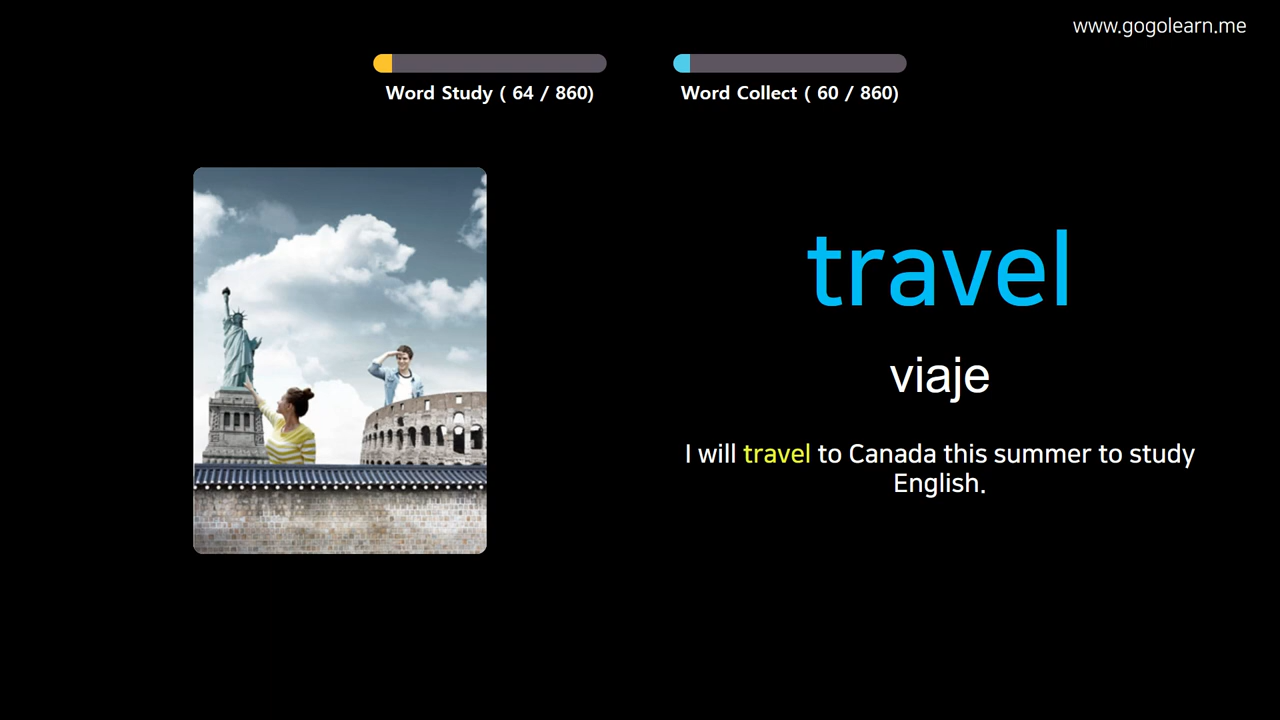 www.gogolearn.me
Word Study ( 64 / 860)
Word Collect ( 60 / 860)
travel
viaje
I will travel to Canada this summer to study
English.